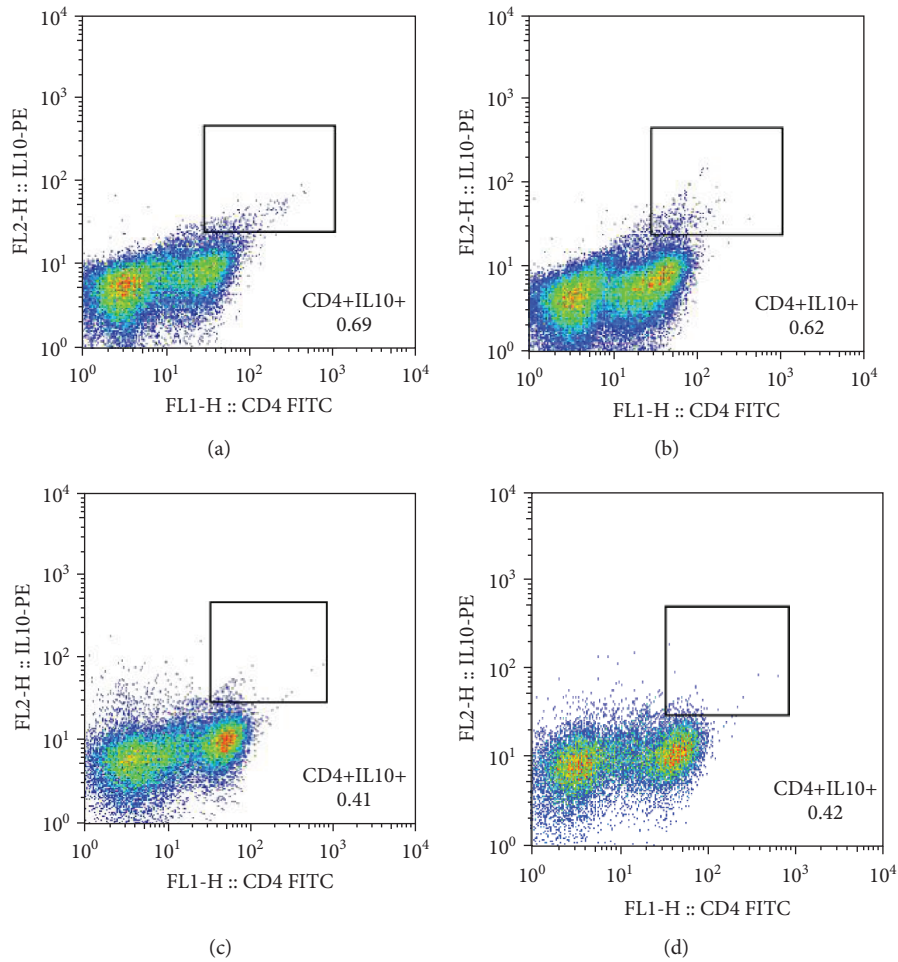 10^4
10^3
10^2
10^1
10^0
FL2-H :: IL10-PE
CD4+IL10+
0.69
10^0 10^1 10^2 10^3 10^4
FL1-H :: CD4 FITC
(a)
10^4
10^3
10^2
10^1
10^0
FL2-H :: IL10-PE
CD4+IL10+
0.62
10^0 10^1 10^2 10^3 10^4
FL1-H :: CD4 FITC
(b)
10^4
10^3
10^2
10^1
10^0
FL2-H :: IL10-PE
CD4+IL10+
0.41
10^0 10^1 10^2 10^3 10^4
FL1-H :: CD4 FITC
(c)
10^4
10^3
10^2
10^1
10^0
FL2-H :: IL10-PE
CD4+IL10+
0.42
10^0 10^1 10^2 10^3 10^4
FL1-H :: CD4 FITC
(d)